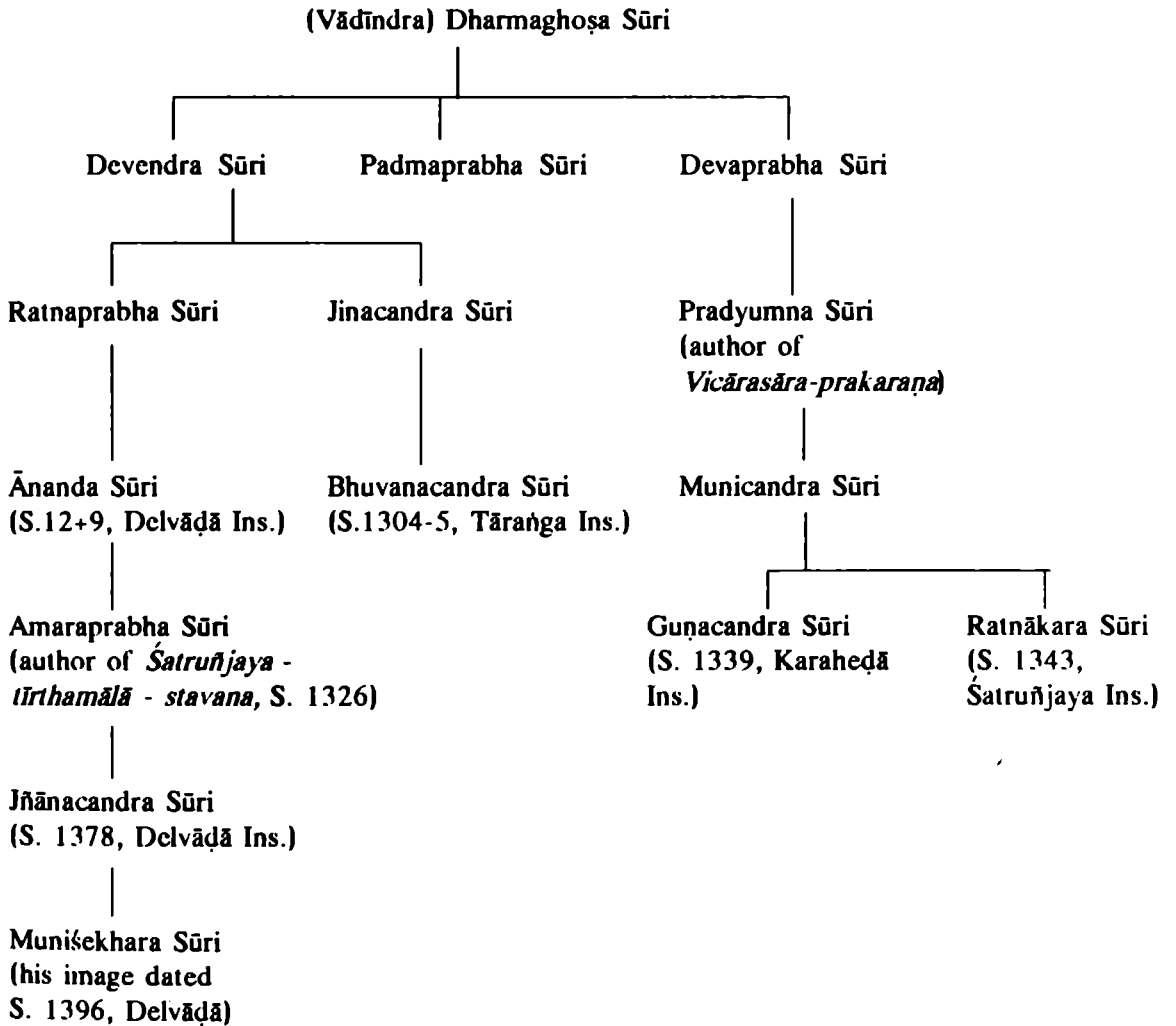 (Vādīndra) Dharmaghoṣa Sūri
Devendra Sūri Padmaprabha Sūri Devaprabha Sūri
Ratnaprabha Sūri Jinacandra Sūri Pradyumna Sūri
(author of
Vicārasāra-prakaraṇa)
Ānanda Sūri Bhuvanacandra Sūri Municandra Sūri
(S.12+9, Delvāḍā Ins.) (S.1304-5, Tāraṅga Ins.)
Amaraprabha Sūri Guṇacandra Sūri Ratnākara Sūri
(author of Śatruñjaya - (S. 1339, Karaheḍā (S. 1343,
tīrthamālā - stavana, S. 1326) Ins.) Śatruñjaya Ins.)
Jñānacandra Sūri
(S. 1378, Delvāḍā Ins.)
Muniśekhara Sūri
(his image dated
S. 1396, Delvāḍā)